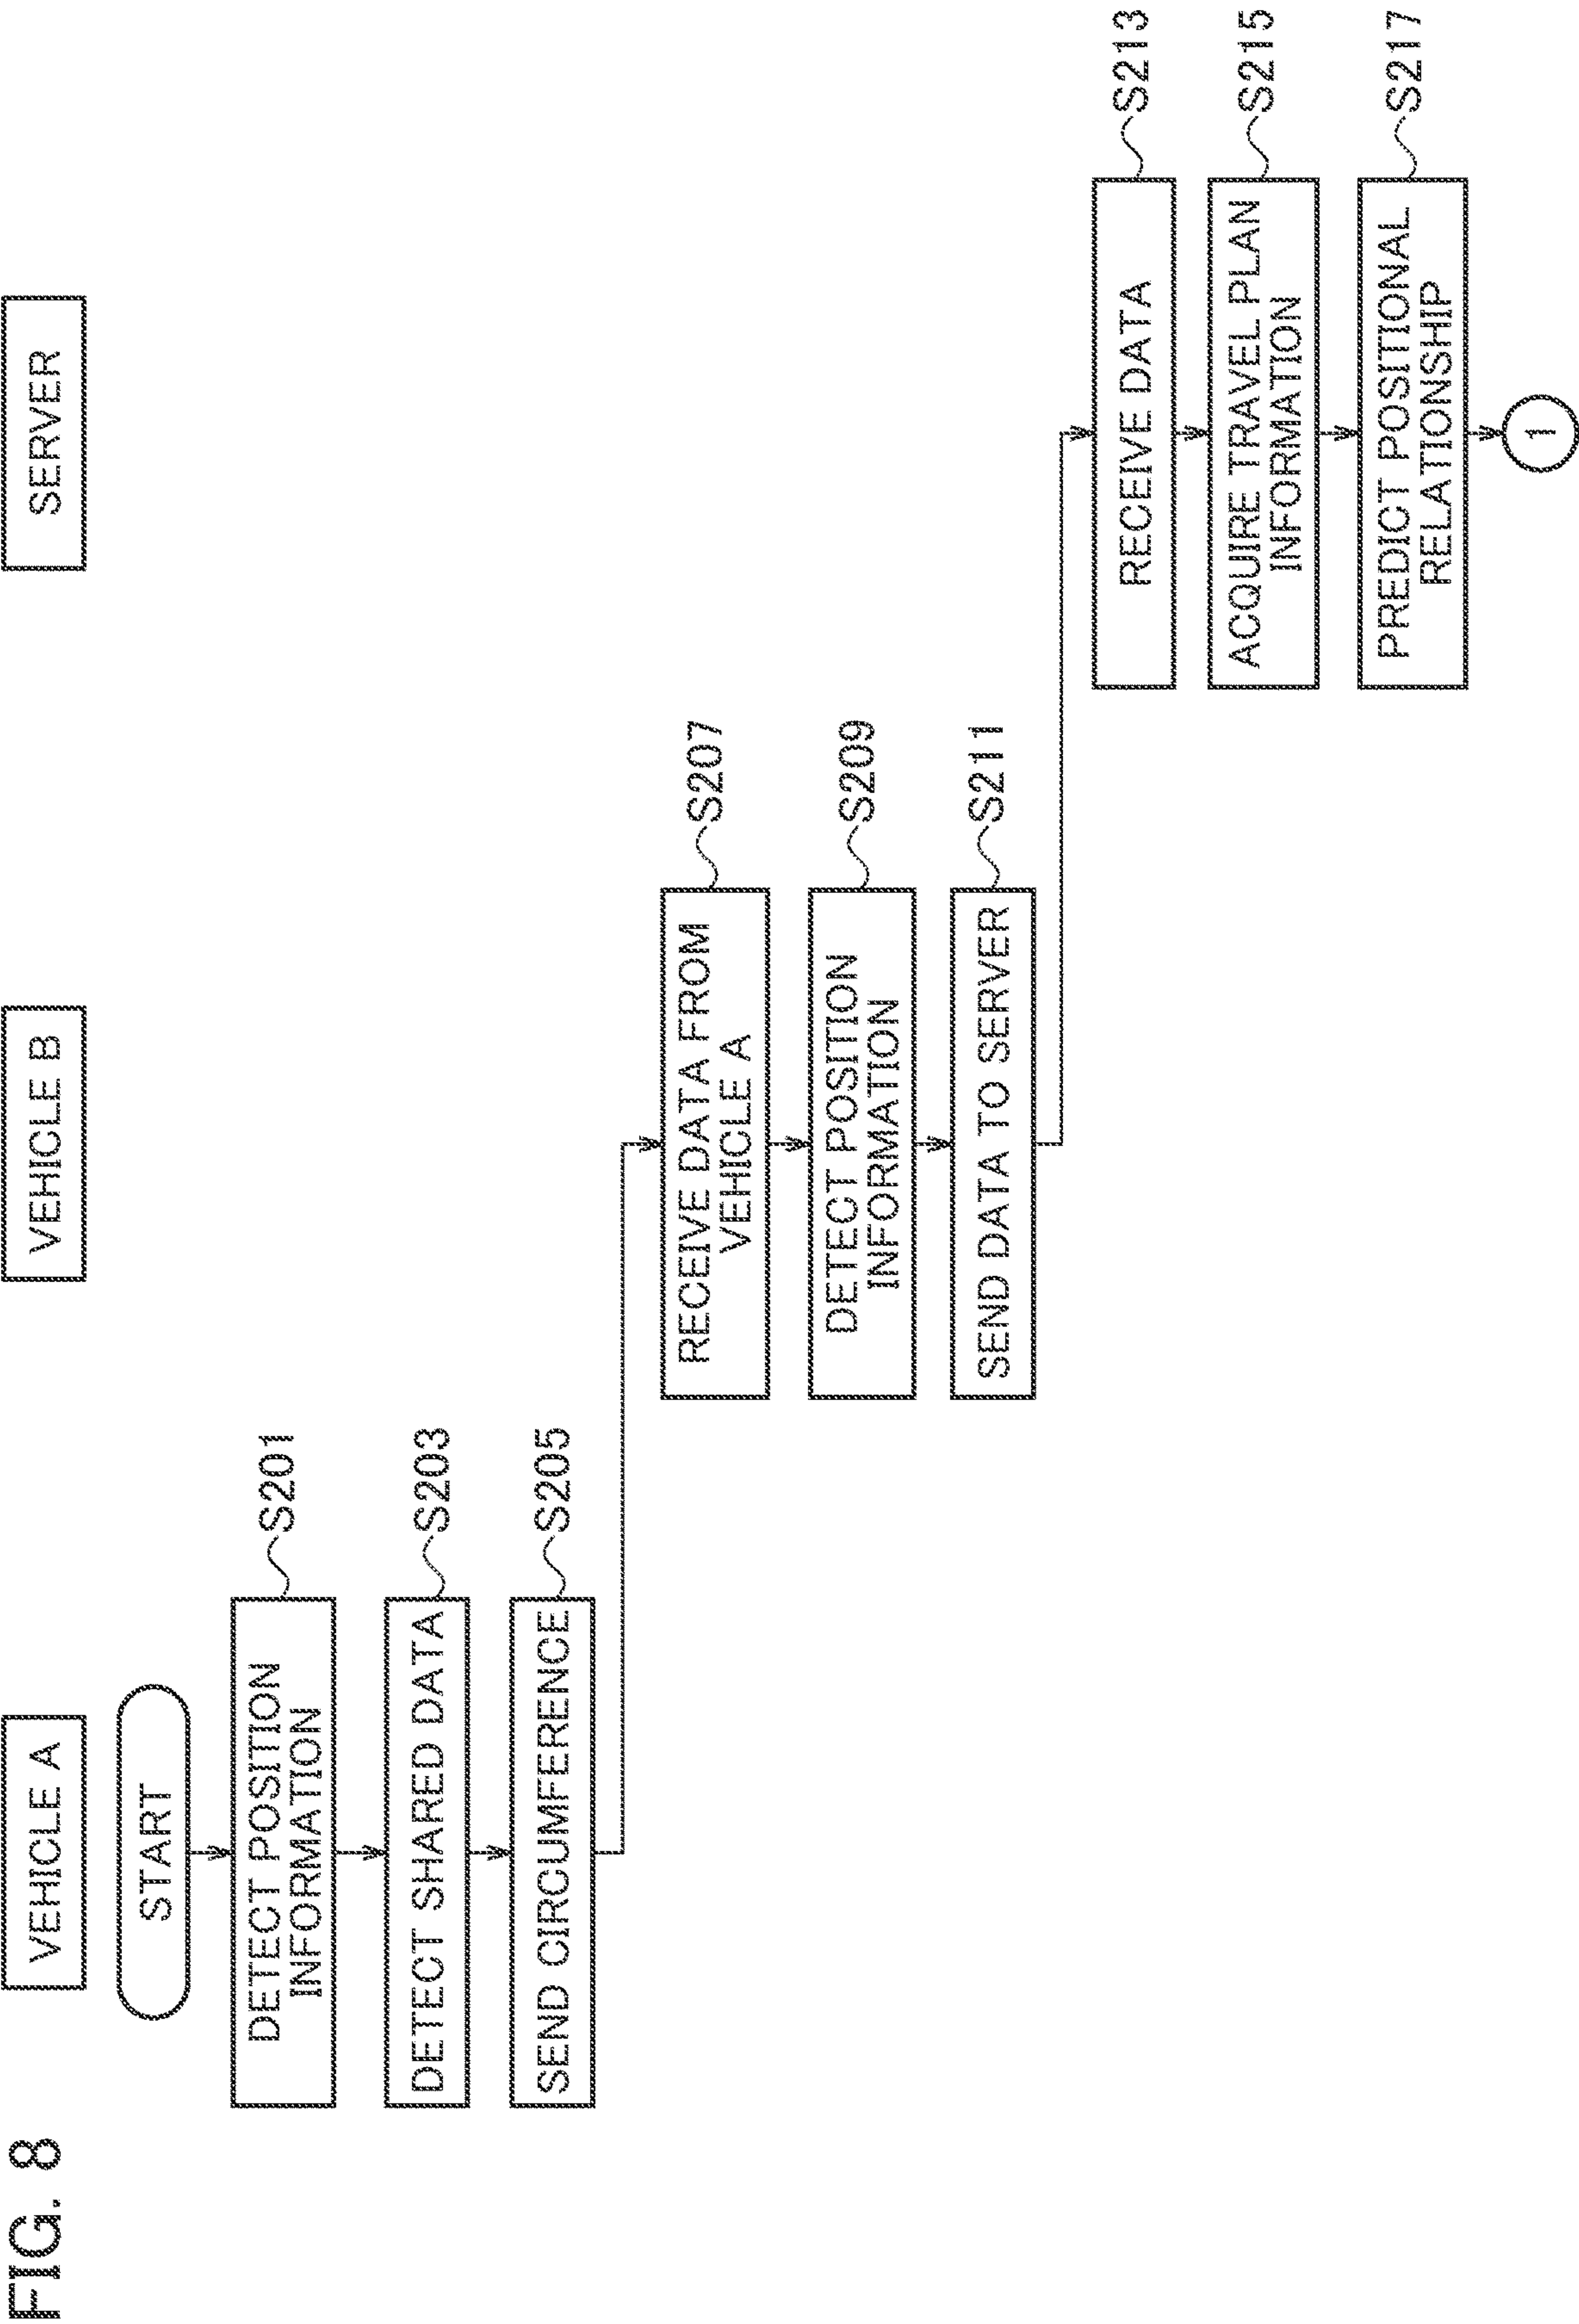 FIG. 8
VEHICLE A
VEHICLE B
SERVER
START
DETECT POSITION
INFORMATION
S201
DETECT SHARED DATA
S203
SEND CIRCUMFERENCE
S205
RECEIVE DATA FROM
VEHICLE A
S207
DETECT POSITION
INFORMATION
S209
SEND DATA TO SERVER
S211
RECEIVE DATA
S213
ACQUIRE TRAVEL PLAN
INFORMATION
S215
PREDICT POSITIONAL
RELATIONSHIP
S217
1